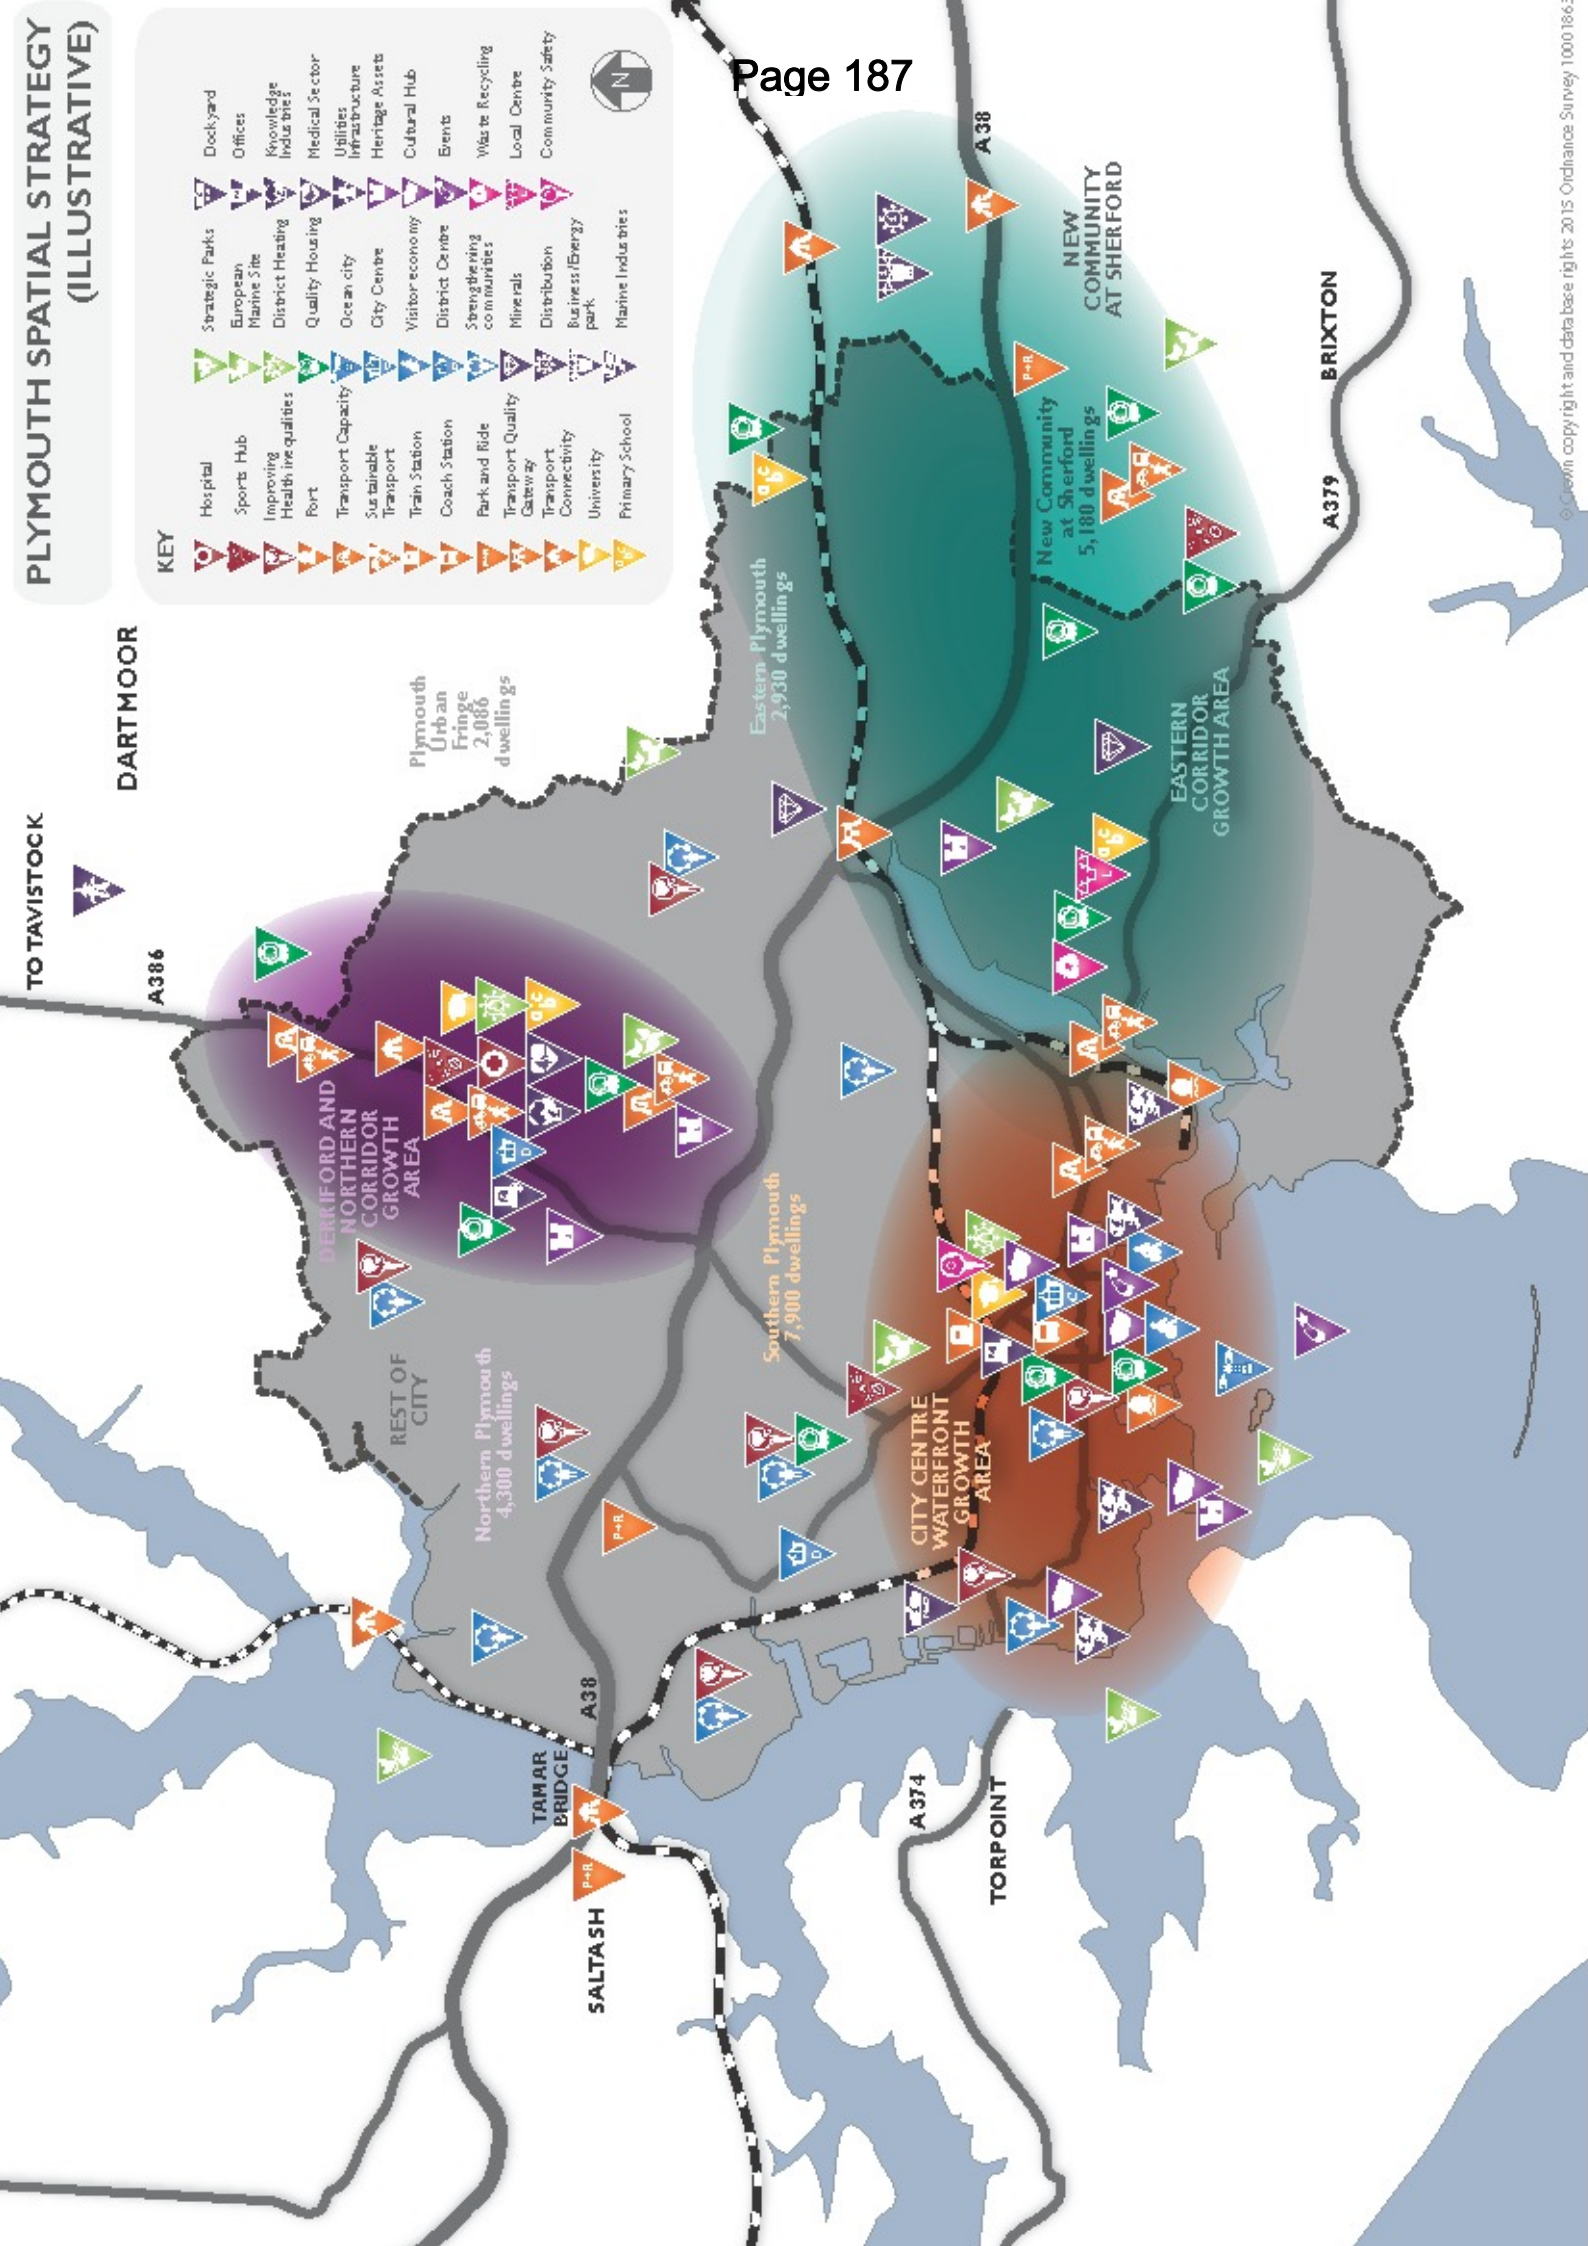 Page 187
PLYMOUTH SPATIAL STRATEGY
(ILLUSTRATIVE)
KEY
Hospital
Sports Hub
Improving
Health inequalities
Port
Transport Capacity
Sustainable
Transport
Train Station
Coach Station
Park and Ride
Transport Quality
Gateway
Transport
Connectivity
University
Primary School
Strategic Parks
European
Marine Site
District Heating
Quality Housing
Ocean city
City Centre
Visitor economy
District Centre
Strengthening
communities
Minerals
Distribution
Business/Energy
park
Marine Industries
Dockyard
Offices
Knowledge
Industries
Medical Sector
Utilities
Infrastructure
Heritage Assets
Cultural Hub
Events
Waste Recycling
Local Centre
Community Safety
N
TO TAVISTOCK
DARTMOOR
A386
Plymouth
Urban
Fringe
2,086
dwellings
DERRIFORD AND
NORTHERN
CORRIDOR
GROWTH
AREA
REST OF
CITY
Northern Plymouth
4,300 dwellings
A38
TAMAR
BRIDGE
SALTASH
P+R
P+R
Southern Plymouth
7,900 dwellings
Eastern Plymouth
2,930 dwellings
A38
NEW
COMMUNITY
AT SHERFORD
P+R
New Community
at Sherford
5,180 dwellings
EASTERN
CORRIDOR
GROWTH AREA
CITY CENTRE
WATERFRONT
GROWTH
AREA
A374
TORPOINT
BRIXTON
A379
a b c
a b c
a b c
D
D
C
L